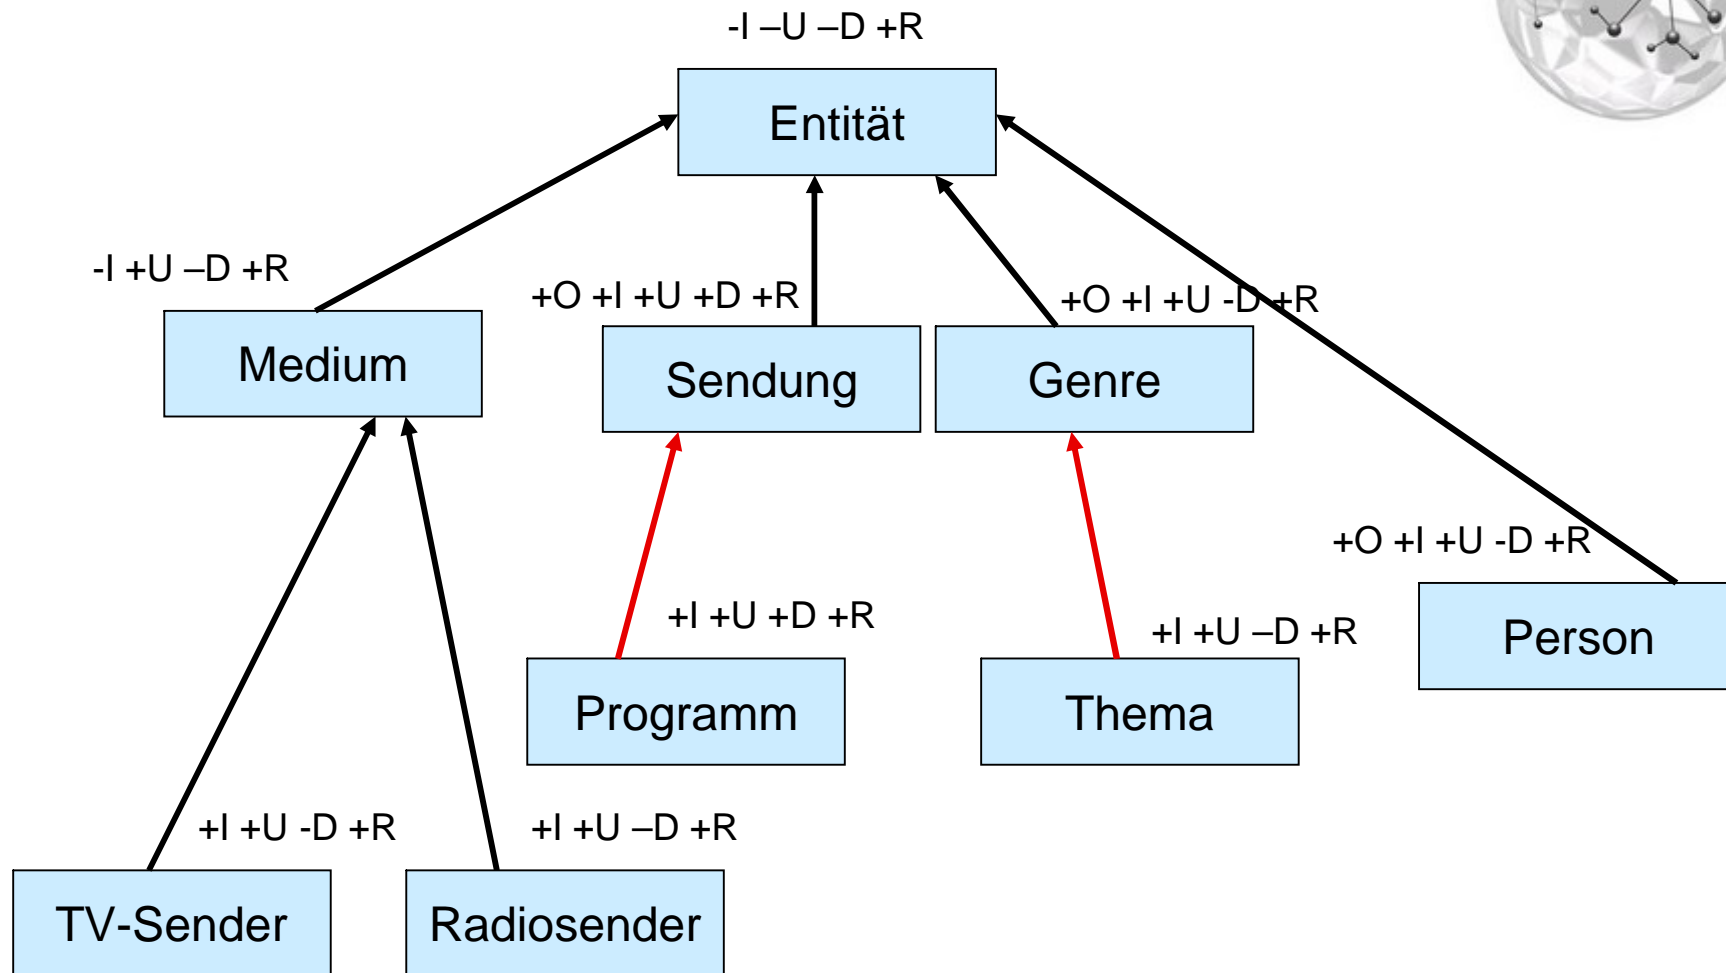 -I –U –D +R
Entität
-I +U –D +R
+O +I +U +D +R
+O +I +U -D +R
Medium
Sendung
Genre
+O +I +U -D +R
+I +U +D +R
+I +U –D +R
Person
Programm
Thema
+I +U -D +R
+I +U –D +R
TV-Sender
Radiosender